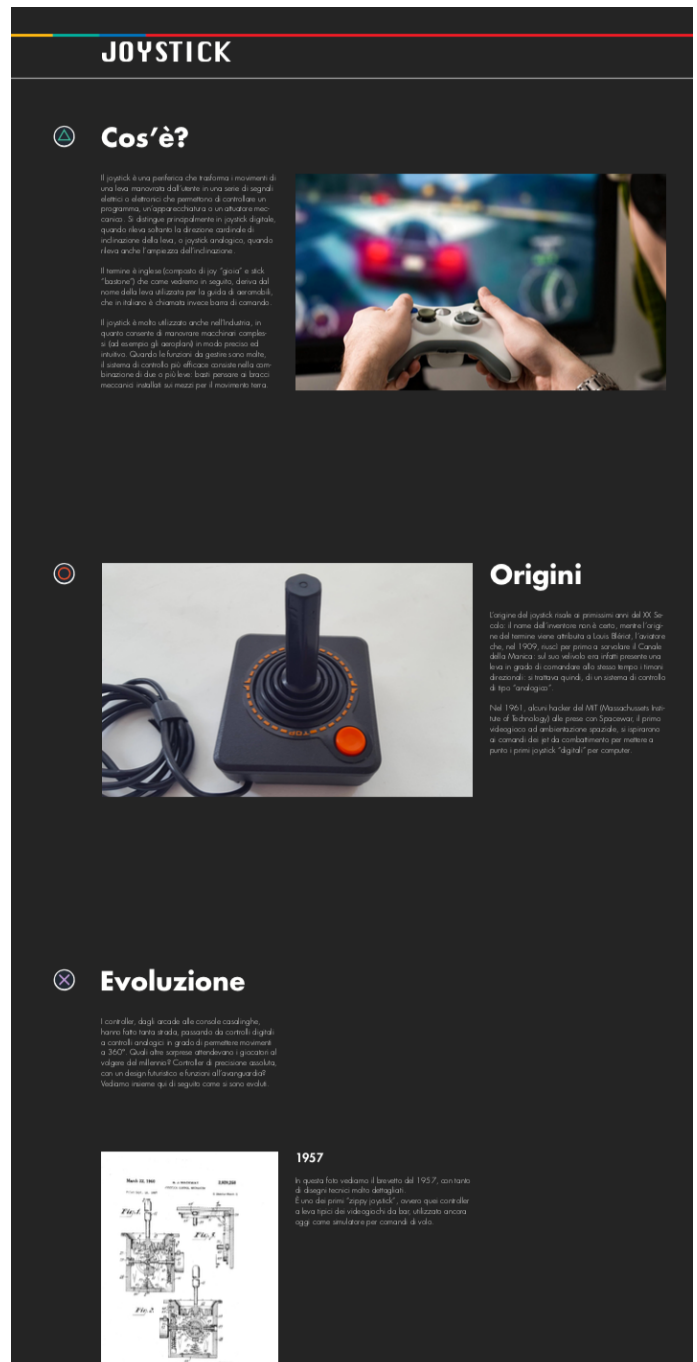 JOYSTICK
Cos'è?
Il joystick è una periferica che trasforma i movimenti di
una leva manovrata dall'utente in una serie di segnali
elettrici o elettronici che permettono di controllare un
programma, un'apparecchiatura o un attuatore mec-
canico. Si distingue principalmente in joystick digitale,
quando rileva soltanto la direzione cardinale di
inclinazione della leva, o joystick analogico, quando
rileva anche l'ampiezza dell'inclinazione.
Il termine è inglese (composto di joy "gioia" e stick
"bastone") che come vedremo in seguito, deriva dal
nome della leva utilizzata per la guida di aeromobili,
che in italiano è chiamata invece barra di comando.
Il joystick è molto utilizzato anche nell'Industria, in
quanto consente di manovrare macchinari comples-
si (ad esempio gli aeroplani) in modo preciso ed
intuitivo. Quando le funzioni da gestire sono molte,
il sistema di controllo più efficace consiste nella com-
binazione di due o più leve: basti pensare ai bracci
meccanici installati sui mezzi per il movimento terra.
Origini
L'origine del joystick risale ai primissimi anni del XX Se-
colo: il nome dell'inventore non è certo, mentre l'origi-
ne del termine viene attribuita a Louis Blériot, l'aviatore
che, nel 1909, riuscì per primo a sorvolare il Canale
della Manica: sul suo velivolo era infatti presente una
leva in grado di comandare allo stesso tempo i timoni
direzionali: si trattava quindi, di un sistema di controllo
di tipo "analogico".
Nel 1961, alcuni hacker del MIT (Massachussets Insti-
tute of Technology) alle prese con Spacewar, il primo
videogioco ad ambientazione spaziale, si ispirarono
ai comandi dei jet da combattimento per mettere a
punto i primi joystick "digitali" per computer.
TOP
Evoluzione
I controller, dagli arcade alle console casalinghe,
hanno fatto tanta strada, passando da controlli digitali
a controlli analogici in grado di permettere movimenti
a 360°. Quali altre sorprese attendevano i giocatori al
volgere del millennio? Controller di precisione assoluta,
con un design futuristico e funzioni all'avanguardia?
Vediamo insieme qui di seguito come si sono evoluti.
1957
In questa foto vediamo il brevetto del 1957, con tanto
di disegni tecnici molto dettagliati.
È uno dei primi "zippy joystick", ovvero quei controller
a leva tipici dei videogiochi da bar, utilizzato ancora
oggi come simulatore per comandi di volo.
March 22, 1960
Fig. 1.
Fig. 3.
Fig. 2.